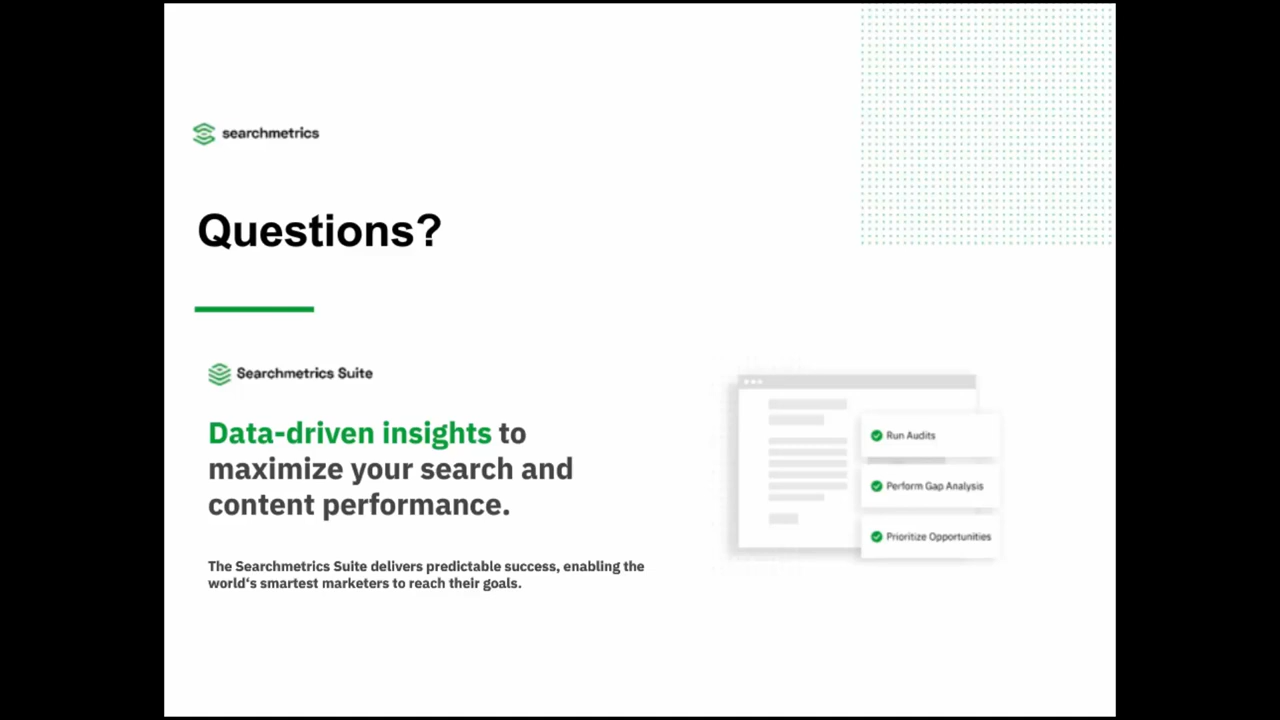 searchmetrics
Questions?
Searchmetrics Suite
Data-driven insights to
maximize your search and
content performance.
The Searchmetrics Suite delivers predictable success, enabling the
world‘s smartest marketers to reach their goals.
Run Audits
Perform Gap Analysis
Prioritize Opportunities